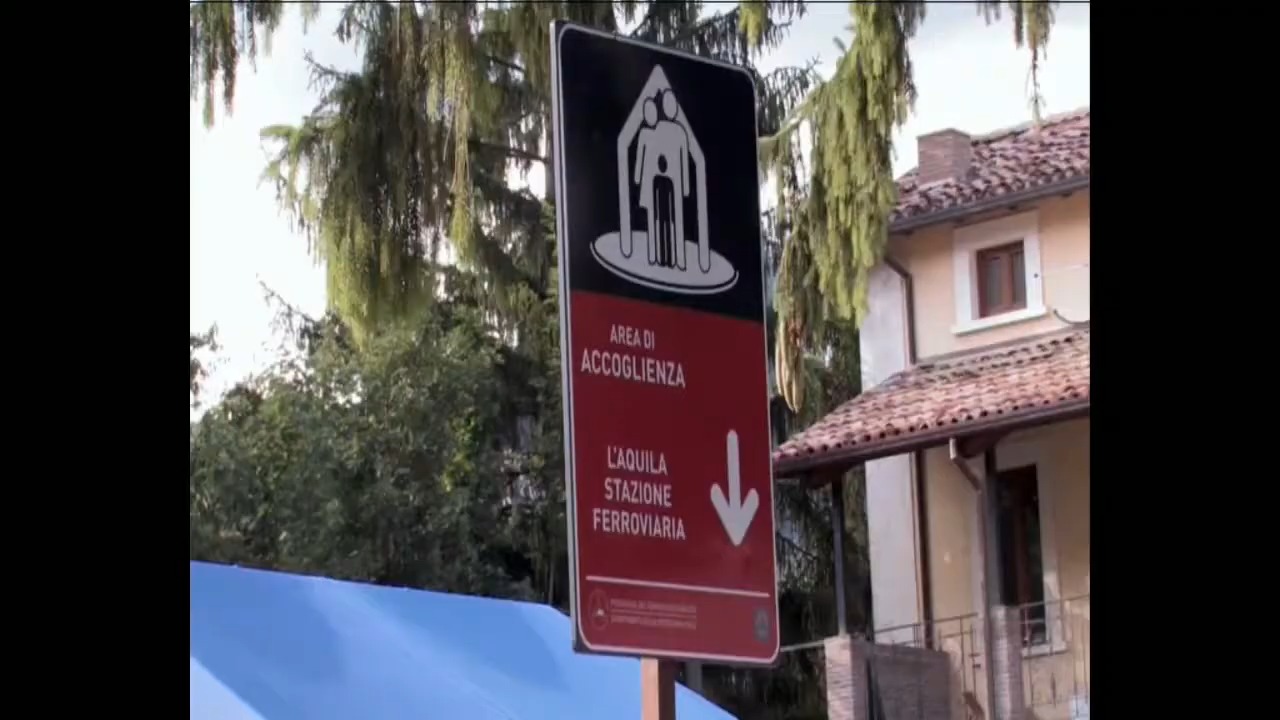 AREA DI
ACCOGLIENZA
L'AQUILA
STAZIONE
FERROVIARIA